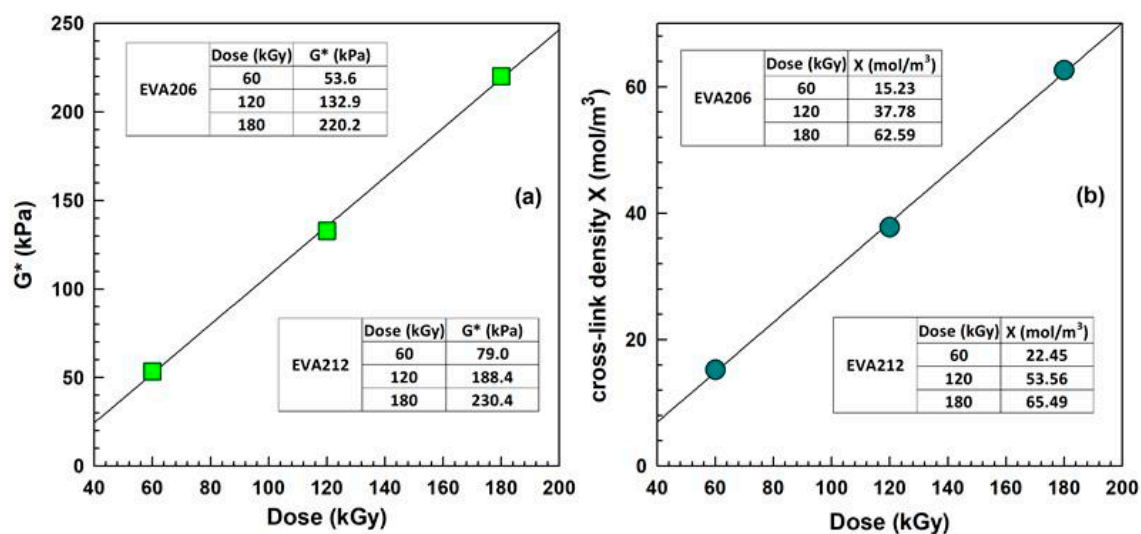 250
200
150
100
50
0
G* (kPa)
EVA206
Dose (kGy) G* (kPa)
60 53.6
120 132.9
180 220.2
(a)
EVA212
Dose (kGy) G* (kPa)
60 79.0
120 188.4
180 230.4
40 60 80 100 120 140 160 180 200
Dose (kGy)
60
40
20
0
cross-link density X (mol/m³)
EVA206
Dose (kGy) X (mol/m³)
60 15.23
120 37.78
180 62.59
(b)
EVA212
Dose (kGy) X (mol/m³)
60 22.45
120 53.56
180 65.49
40 60 80 100 120 140 160 180 200
Dose (kGy)